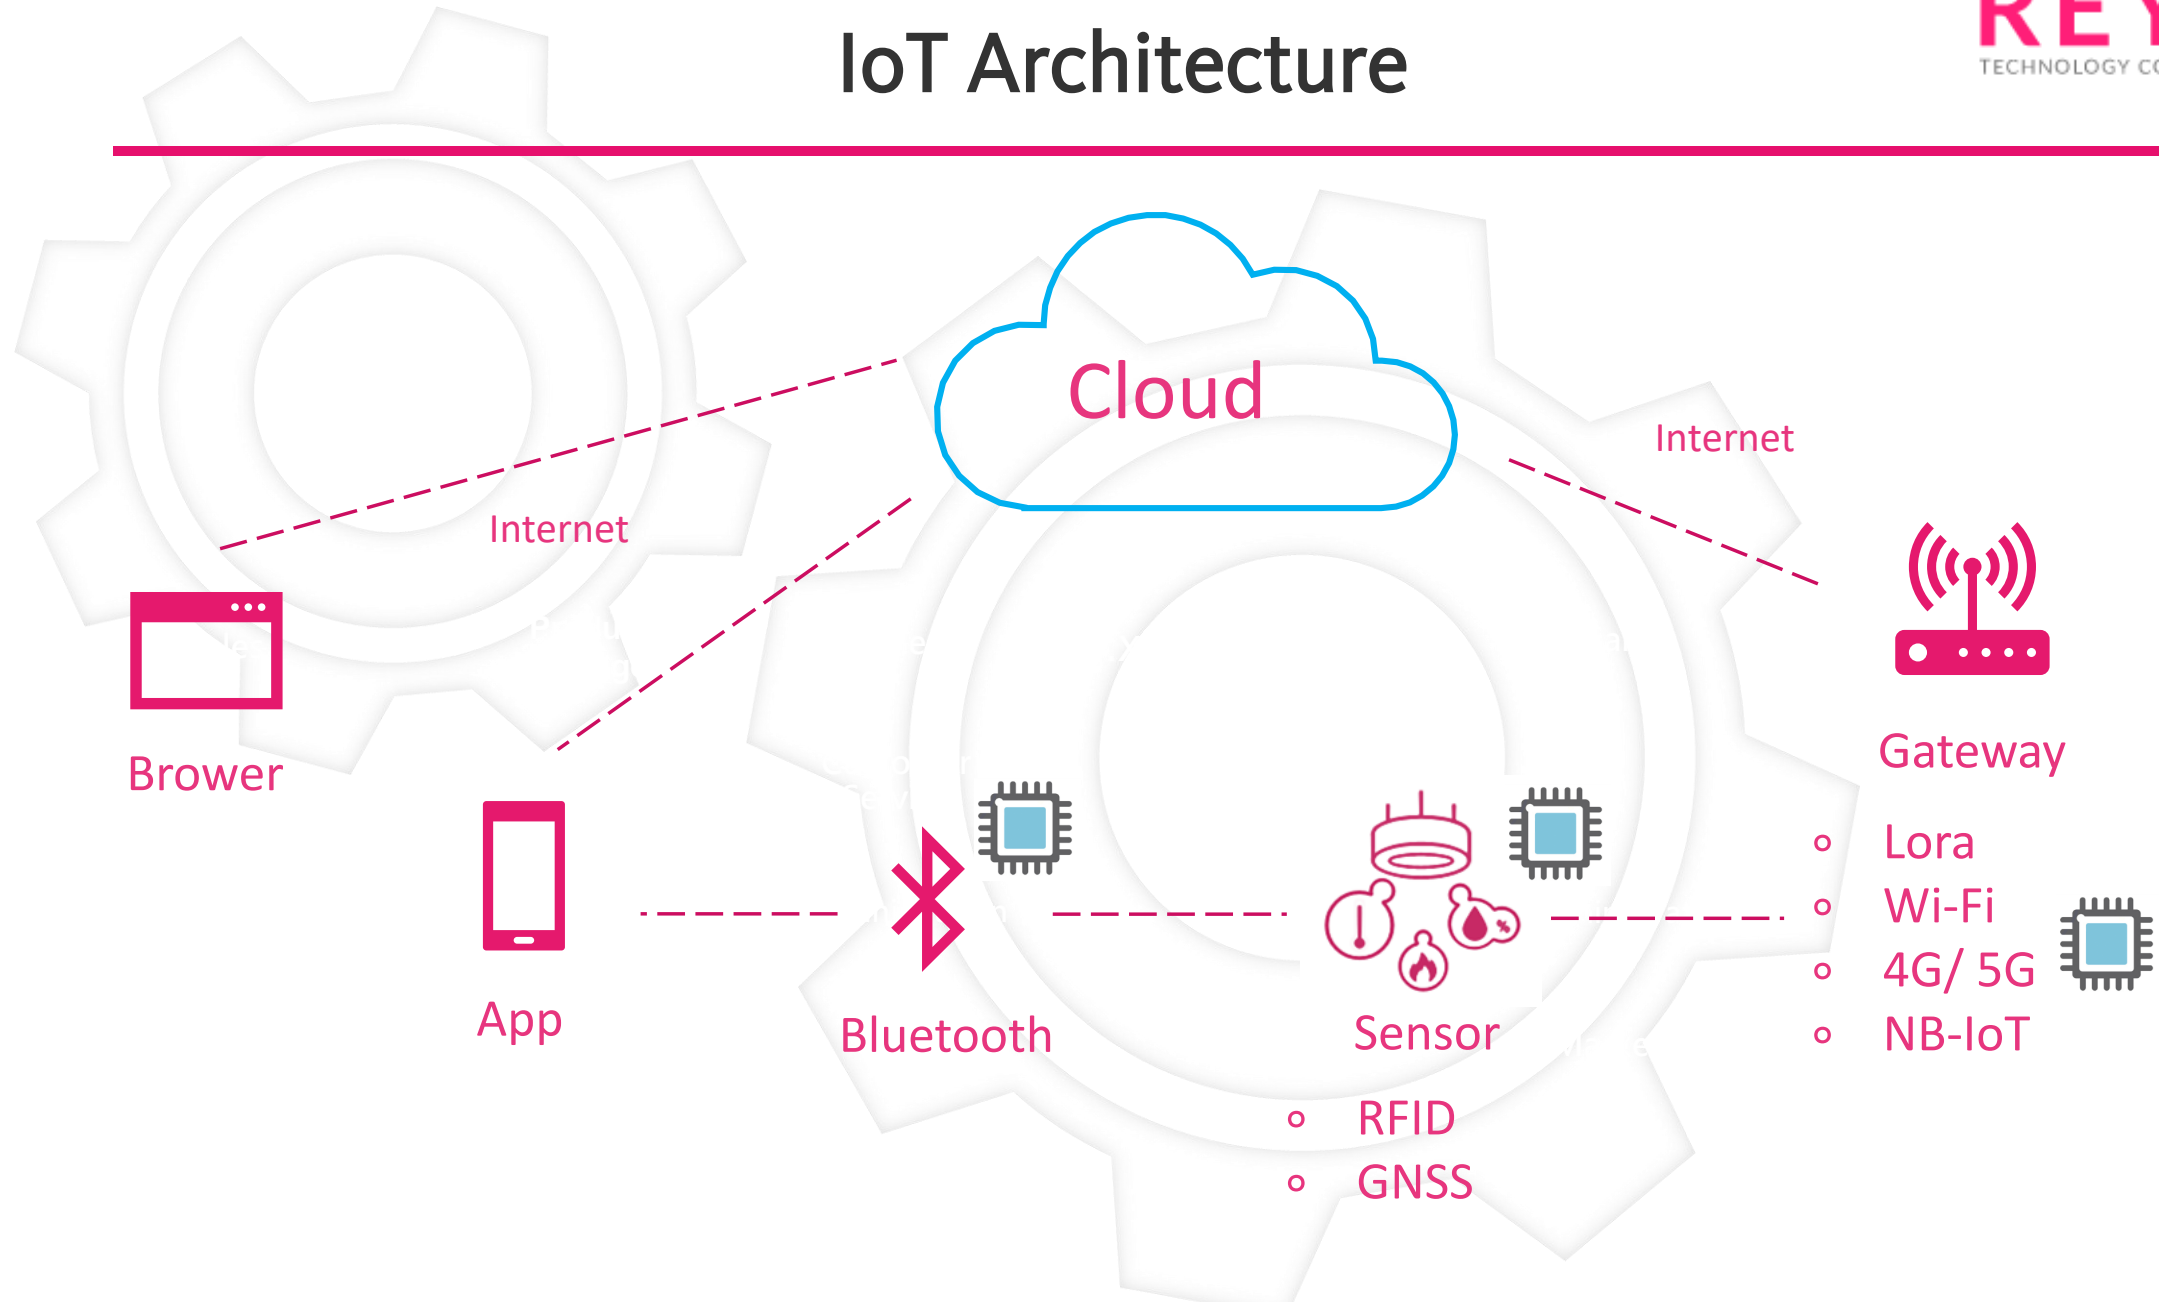 IoT Architecture
TECHNOLOGY
Cloud
Internet
Internet
Brower
Gateway
App
Bluetooth
Sensor
Lora
Wi-Fi
4G/ 5G
NB-IoT
RFID
GNSS